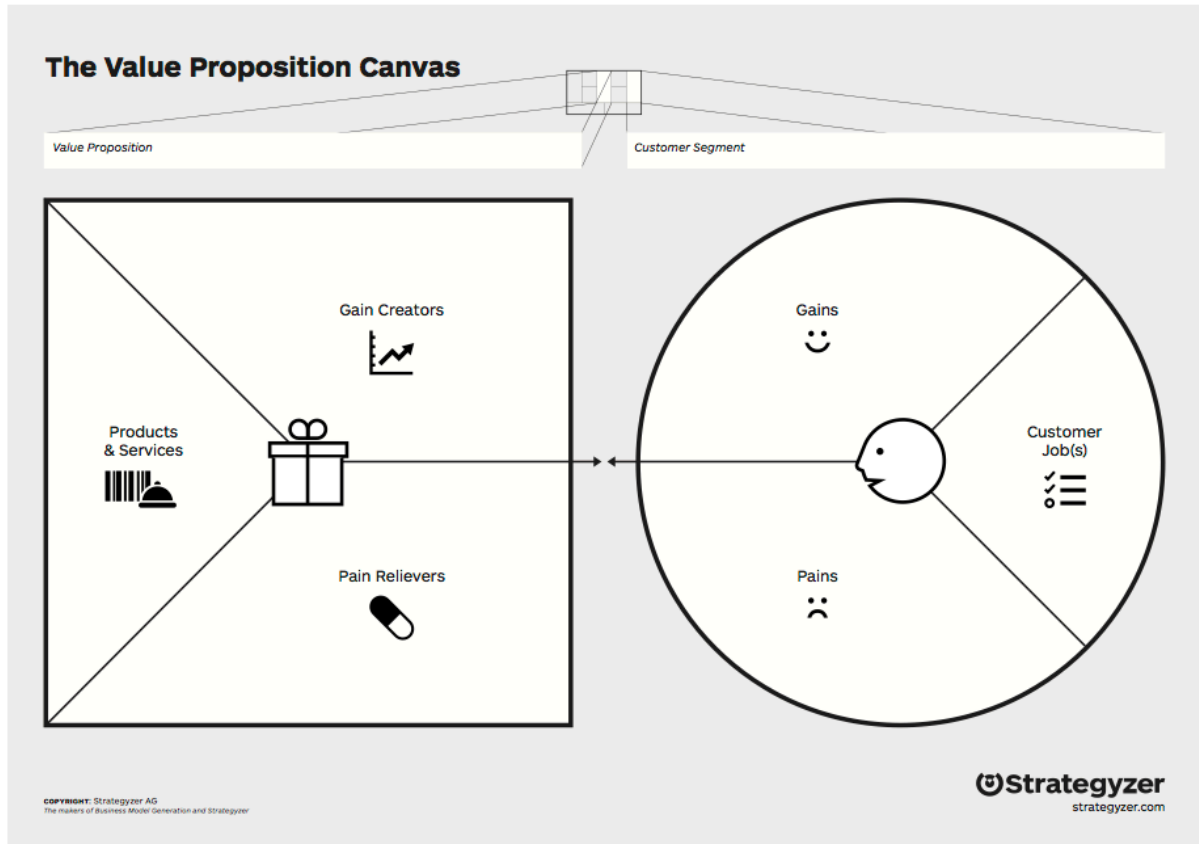 The Value Proposition Canvas
Value Proposition
Customer Segment
Gain Creators
Gains
Products
& Services
Customer
Job(s)
Pain Relievers
Pains
Strategyzer
strategyzer.com
COPYRIGHT: Strategyzer AG
The makers of Business Model Generation and Strategyzer